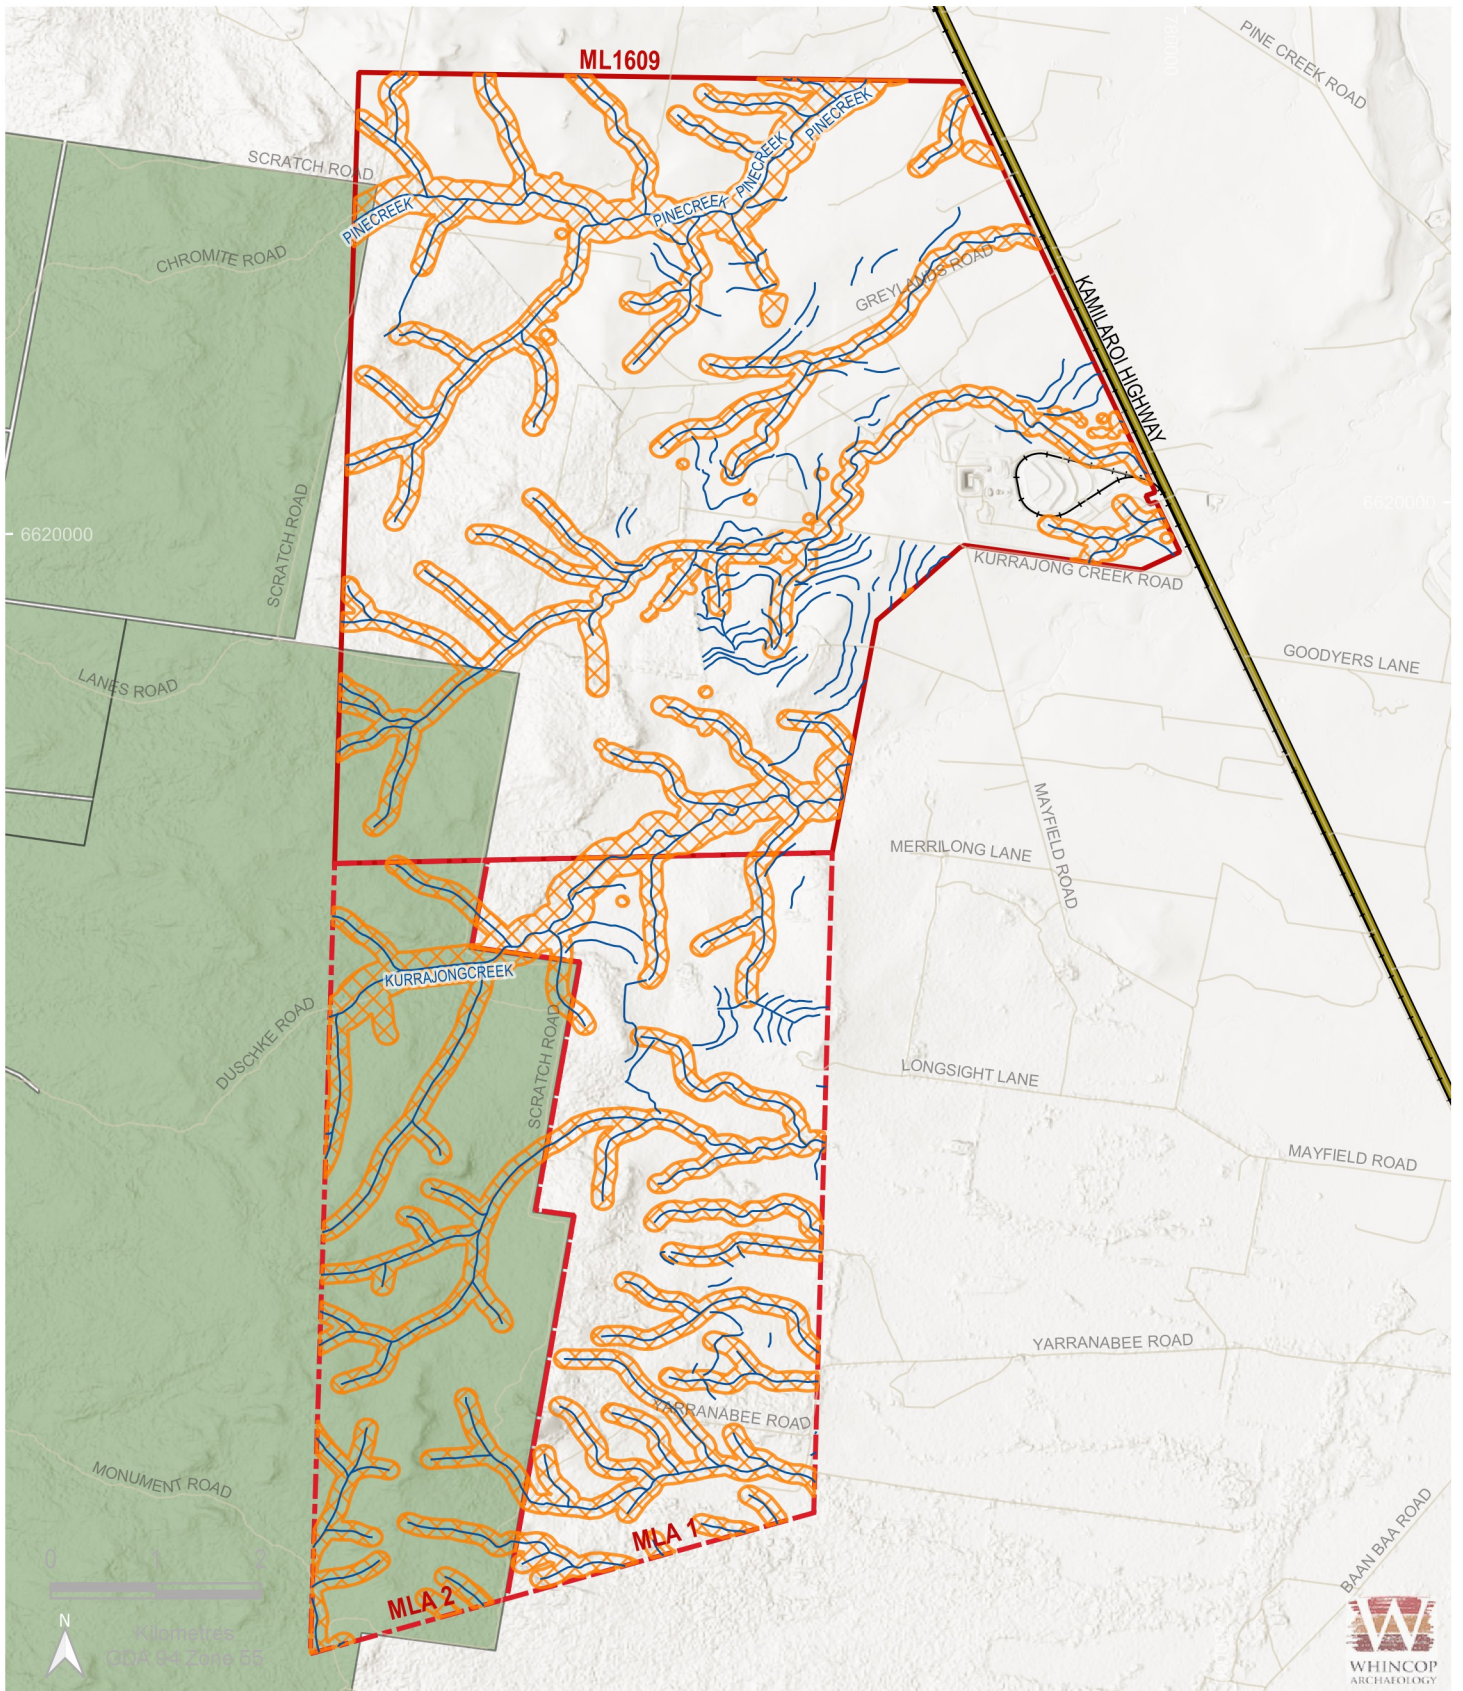 ML1609
PINE CREEK ROAD
PINECREEK
PINECREEK
SCRATCH ROAD
PINECREEK
PINECREEK
CHROMITE ROAD
GREYLANDS ROAD
KAMILAROI HIGHWAY
SCRATCH ROAD
6620000
6620000
KURRAJONG CREEK ROAD
GOODYERS LANE
LANES ROAD
MAYFIELD ROAD
MERRILONG LANE
KURRAJONGCREEK
DUSCHKE ROAD
SCRATCH ROAD
LONGSIGHT LANE
MAYFIELD ROAD
YARRANABEE ROAD
YARRANABEE ROAD
MONUMENT ROAD
BAAN BAA ROAD
MLA 1
MLA 2
0 1 2
N
Kilometres
GDA 94 Zone 55
W
WHINCOP
ARCHAEOLOGY